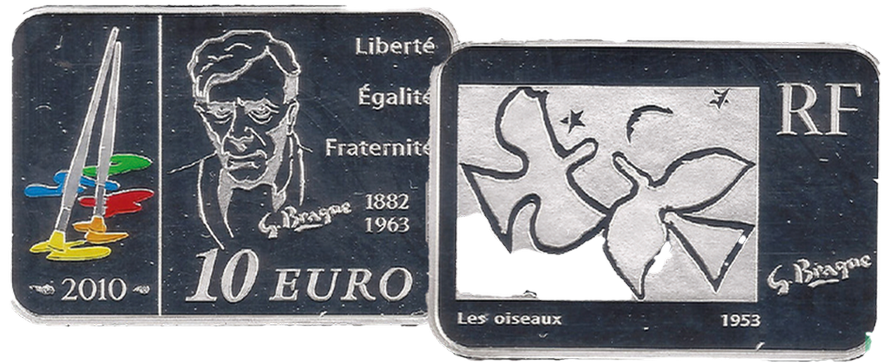 Liberté
Égalité
Fraternité
G. Braque
1882
1963
10 EURO
2010
RF
G. Braque
Les oiseaux
1953